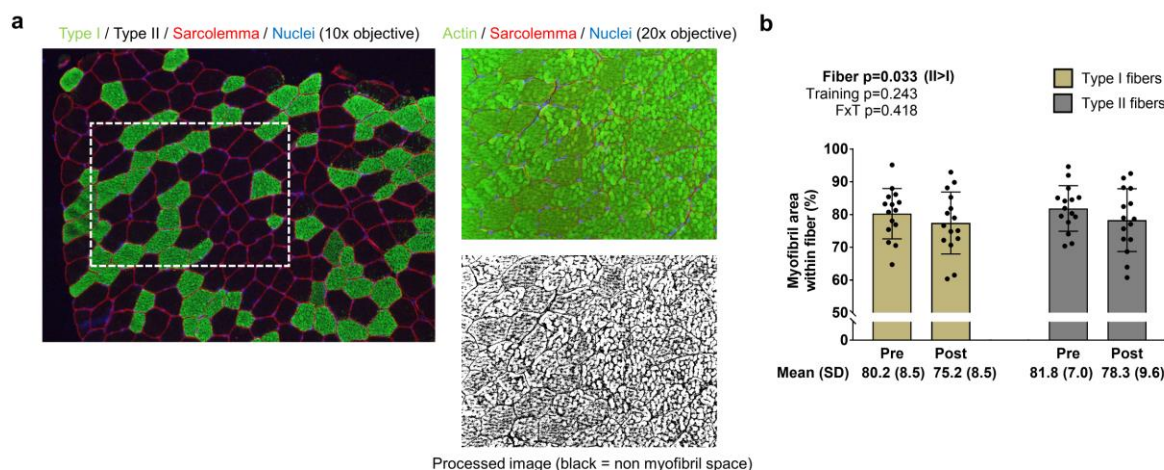 a
Type I / Type II / Sarcolemma / Nuclei (10x objective)
Actin / Sarcolemma / Nuclei (20x objective)
Processed image (black = non myofibril space)
b
Fiber p=0.033 (II>I)
Training p=0.243
FxT p=0.418
Type I fibers
Type II fibers
Myofibril area
within fiber (%)
100
90
80
70
60
50
0
Pre Post Pre Post
Mean (SD) 80.2 (8.5) 75.2 (8.5) 81.8 (7.0) 78.3 (9.6)